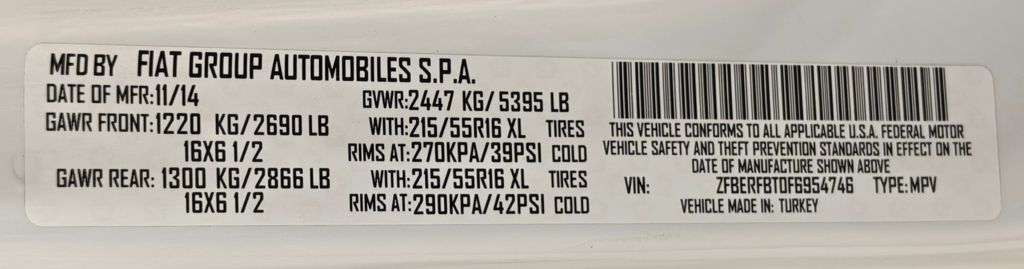 MFD BY FIAT GROUP AUTOMOBILES S.P.A.
DATE OF MFR:11/14 GVWR:2447 KG/ 5395 LB
GAWR FRONT:1220 KG/2690 LB WITH:215/55R16 XL TIRES
16X6 1/2 RIMS AT:270KPA/39PSI COLD
GAWR REAR: 1300 KG/2866 LB WITH:215/55R16 XL TIRES
16X6 1/2 RIMS AT:290KPA/42PSI COLD
THIS VEHICLE CONFORMS TO ALL APPLICABLE U.S.A. FEDERAL MOTOR
VEHICLE SAFETY AND THEFT PREVENTION STANDARDS IN EFFECT ON THE
DATE OF MANUFACTURE SHOWN ABOVE
VIN: ZFBERFBT0F6954746 TYPE: MPV
VEHICLE MADE IN: TURKEY